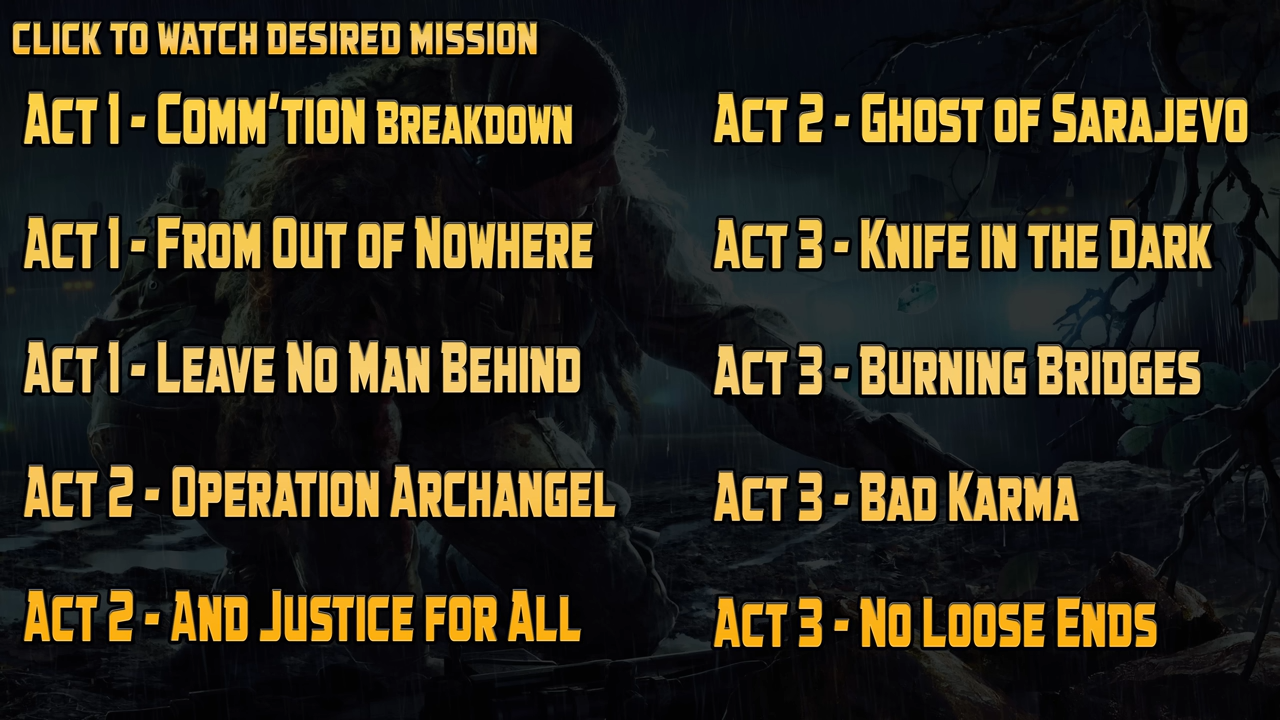 Click to watch desired mission
Act 1 - Comm'tion Breakdown
Act 1 - From Out of Nowhere
Act 1 - Leave No Man Behind
Act 2 - Operation Archangel
Act 2 - And Justice for All
Act 2 - Ghost of Sarajevo
Act 3 - Knife in the Dark
Act 3 - Burning Bridges
Act 3 - Bad Karma
Act 3 - No Loose Ends